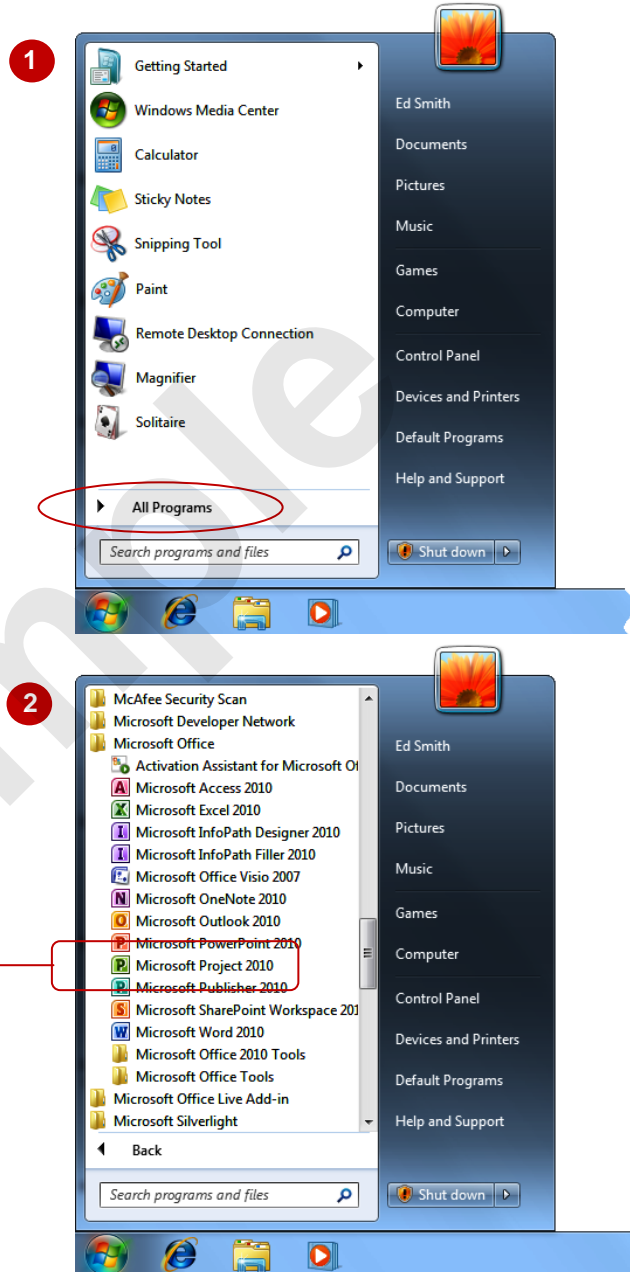 1
Getting Started
Windows Media Center
Calculator
Sticky Notes
Snipping Tool
Paint
Remote Desktop Connection
Magnifier
Solitaire
All Programs
Search programs and files
Ed Smith
Documents
Pictures
Music
Games
Computer
Control Panel
Devices and Printers
Default Programs
Help and Support
Shut down
2
McAfee Security Scan
Microsoft Developer Network
Microsoft Office
Activation Assistant for Microsoft Of
Microsoft Access 2010
Microsoft Excel 2010
Microsoft InfoPath Designer 2010
Microsoft InfoPath Filler 2010
Microsoft Office Visio 2007
Microsoft OneNote 2010
Microsoft Outlook 2010
Microsoft PowerPoint 2010
Microsoft Project 2010
Microsoft Publisher 2010
Microsoft SharePoint Workspace 201
Microsoft Word 2010
Microsoft Office 2010 Tools
Microsoft Office Tools
Microsoft Office Live Add-in
Microsoft Silverlight
Back
Search programs and files
Ed Smith
Documents
Pictures
Music
Games
Computer
Control Panel
Devices and Printers
Default Programs
Help and Support
Shut down
mple